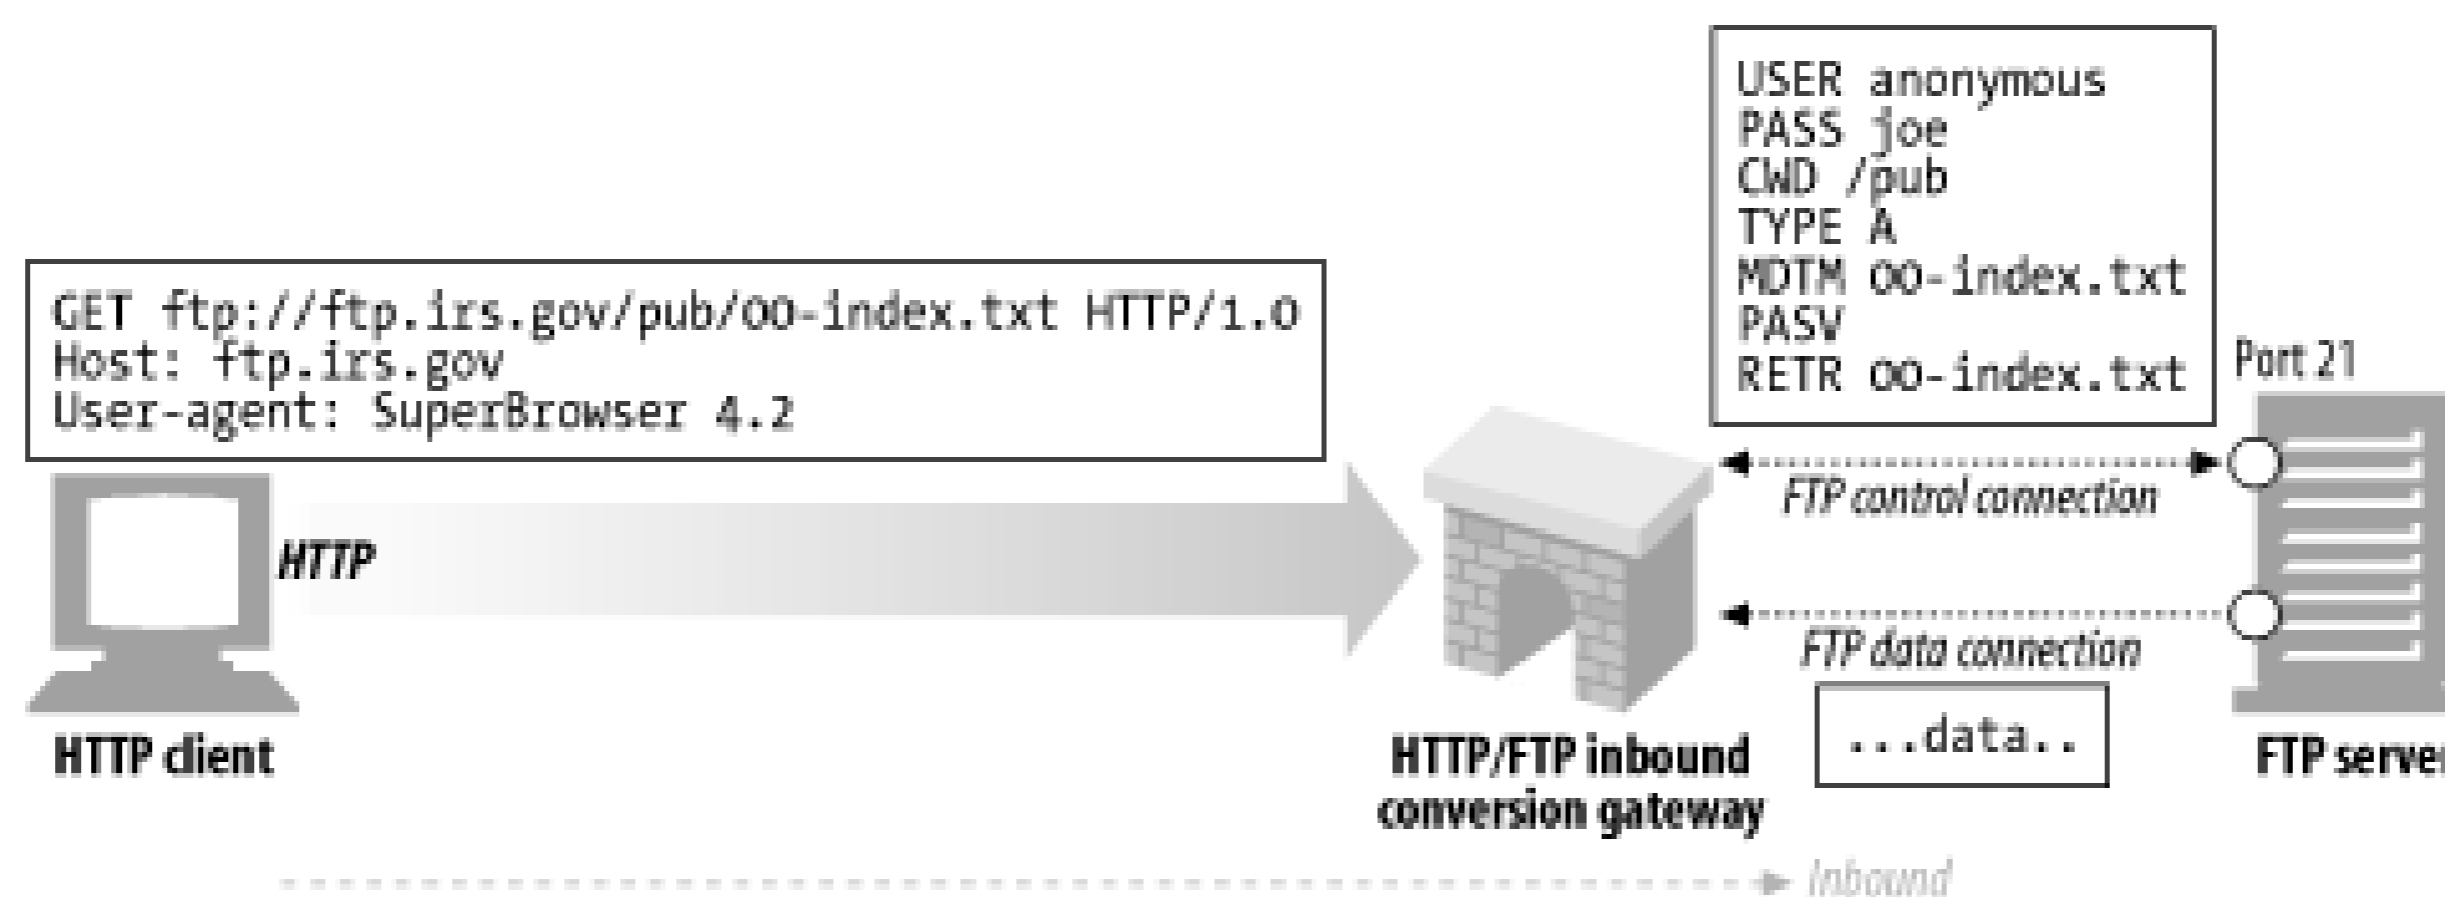 USER anonymous
PASS joe
CWD /pub
TYPE A
MDTM 00-index.txt
PASV
RETR 00-index.txt
Port 21
GET ftp://ftp.irs.gov/pub/00-index.txt HTTP/1.0
Host: ftp.irs.gov
User-agent: SuperBrowser 4.2
HTTP
FTP control connection
FTP data connection
...data..
HTTP client
HTTP/FTP inbound
conversion gateway
FTP server
Inbound